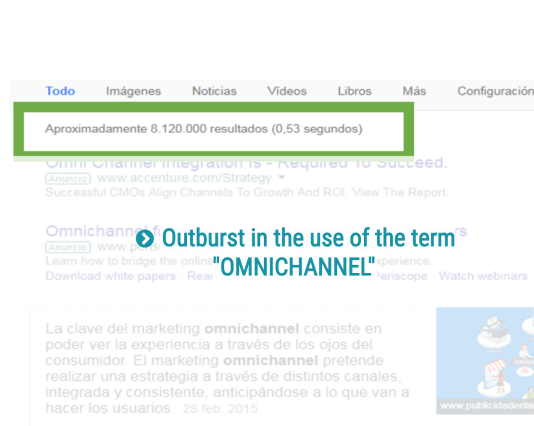 Todo Imágenes Noticias Vídeos Libros Más Configuración
Aproximadamente 8.120.000 resultados (0,53 segundos)
Omni Channel Integration Is - Required To Succeed.
Anuncio www.accenture.com/Strategy
Successful CMOs Align Channels To Growth And ROI. View The Report.
Anuncio
Outburst in the use of the term
"OMNICHANNEL"
Learn how to bridge the online
Download white papers · Periscope · Watch webinars
La clave del marketing omnichannel consiste en
poder ver la experiencia a través de los ojos del
consumidor. El marketing omnichannel pretende
realizar una estrategia a través de distintos canales,
integrada y consistente, anticipándose a lo que van a
hacer los usuarios. 28 feb. 2015